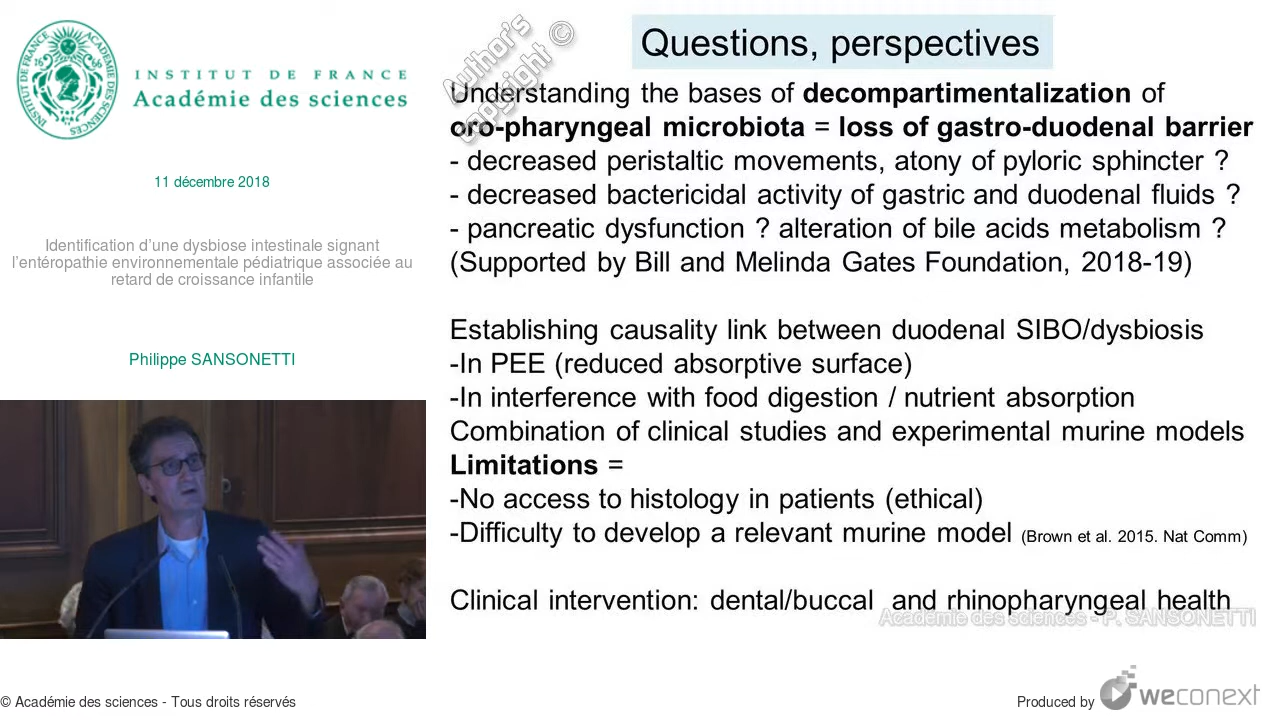 INSTITUT DE FRANCE
Académie des sciences
11 décembre 2018
Identification d’une dysbiose intestinale signant
l’entéropathie environnementale pédiatrique associée au
retard de croissance infantile
Philippe SANSONETTI
Author's
Copyright ©
Questions, perspectives
Understanding the bases of decompartimentalization of
oro-pharyngeal microbiota = loss of gastro-duodenal barrier
- decreased peristaltic movements, atony of pyloric sphincter ?
- decreased bactericidal activity of gastric and duodenal fluids ?
- pancreatic dysfunction ? alteration of bile acids metabolism ?
(Supported by Bill and Melinda Gates Foundation, 2018-19)
Establishing causality link between duodenal SIBO/dysbiosis
-In PEE (reduced absorptive surface)
-In interference with food digestion / nutrient absorption
Combination of clinical studies and experimental murine models
Limitations =
-No access to histology in patients (ethical)
-Difficulty to develop a relevant murine model (Brown et al. 2015. Nat Comm)
Clinical intervention: dental/buccal and rhinopharyngeal health
Académie des sciences - P. SANSONETTI
© Académie des sciences - Tous droits réservés
Produced by weconext